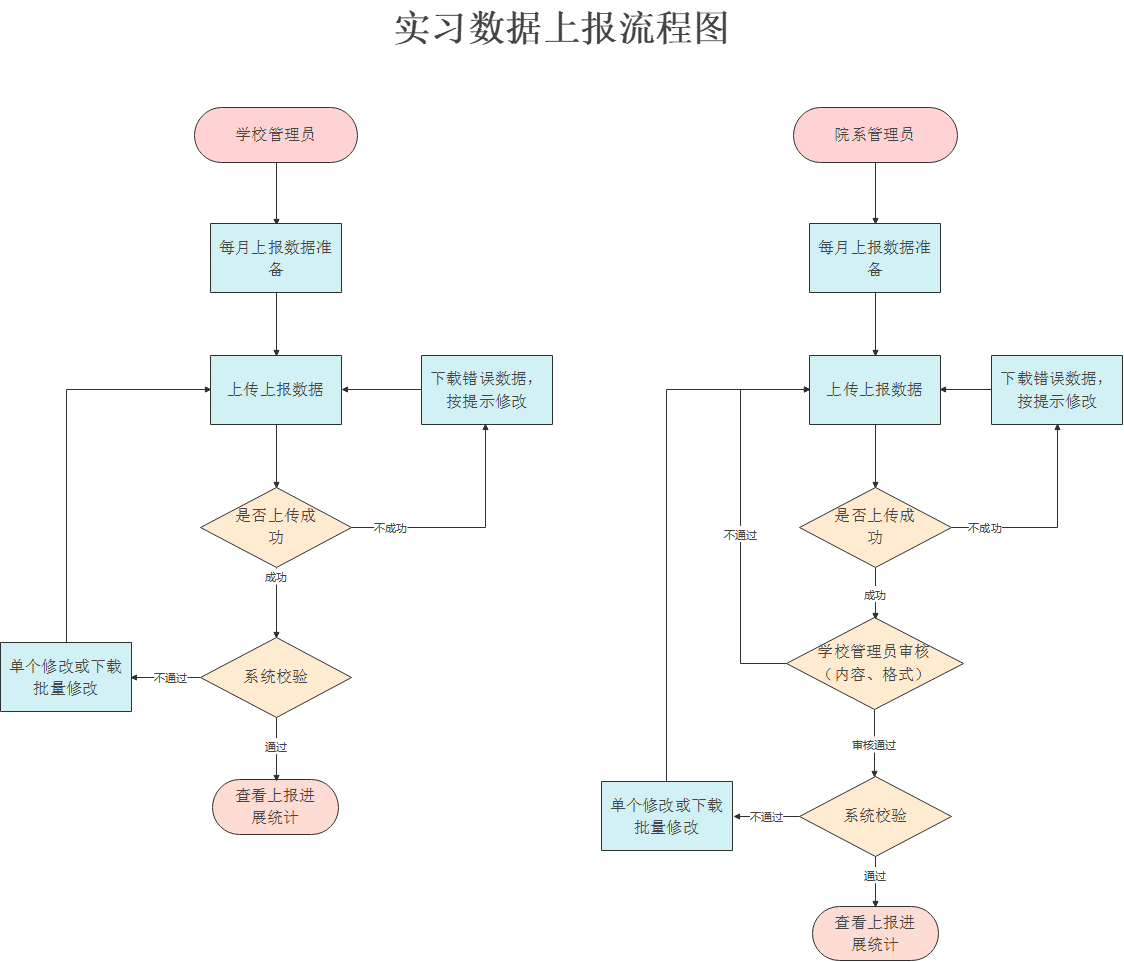 实习数据上报流程图
学校管理员
每月上报数据准
备
上传上报数据
下载错误数据，
按提示修改
是否上传成
功
不成功
成功
系统校验
不通过
单个修改或下载
批量修改
通过
查看上报进
展统计
院系管理员
每月上报数据准
备
上传上报数据
下载错误数据，
按提示修改
是否上传成
功
不成功
不通过
成功
学校管理员审核
（内容、格式）
审核通过
系统校验
不通过
单个修改或下载
批量修改
通过
查看上报进
展统计